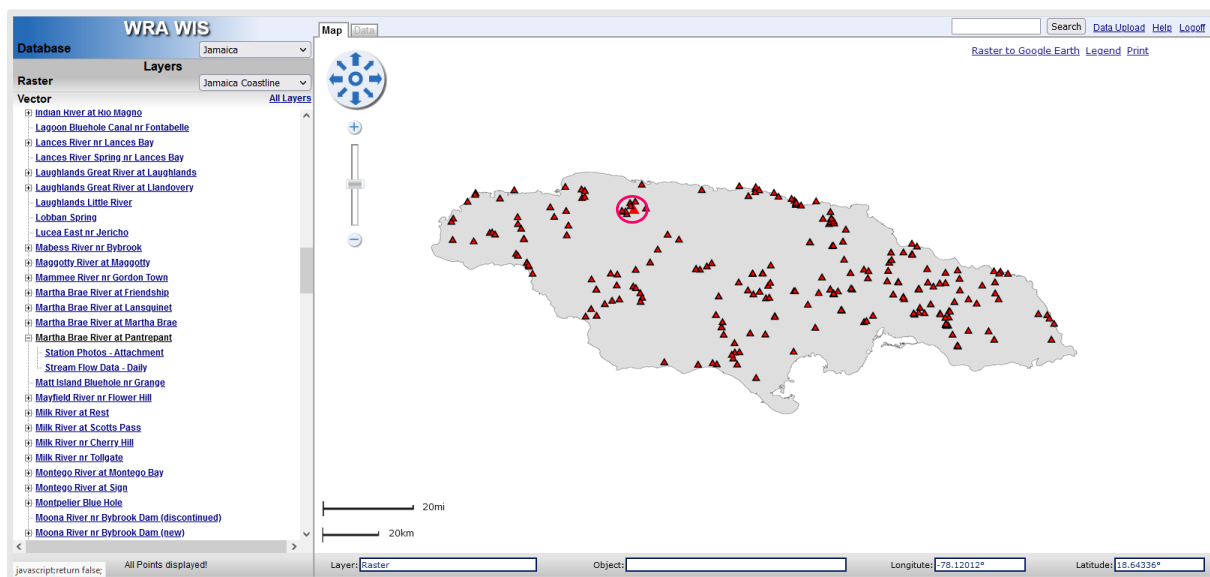 WRA WIS
Database Jamaica
Layers
Raster Jamaica Coastline
Vector All Layers
Indian River at Rio Magno
Lagoon Bluehole Canal nr Fontabelle
Lances River nr Lances Bay
Lances River Spring nr Lances Bay
Laughlands Great River at Laughlands
Laughlands Great River at Llandovery
Laughlands Little River
Lobban Spring
Lucea East nr Jericho
Mabess River nr Bybrook
Maggotty River at Maggotty
Mammee River nr Gordon Town
Martha Brae River at Friendship
Martha Brae River at Lansquinet
Martha Brae River at Martha Brae
Martha Brae River at Pantrepant
Station Photos - Attachment
Stream Flow Data - Daily
Matt Island Bluehole nr Grange
Mayfield River nr Flower Hill
Milk River at Rest
Milk River at Scotts Pass
Milk River nr Cherry Hill
Milk River nr Tollgate
Montego River at Montego Bay
Montego River at Sign
Montpelier Blue Hole
Moona River nr Bybrook Dam (discontinued)
Moona River nr Bybrook Dam (new)
javascript:return false; All Points displayed!
Map Data
Search Data Upload Help Logoff
Raster to Google Earth Legend Print
20mi
20km
Layer: Raster Object: Longitute: -78.12012° Latitude: 18.64336°